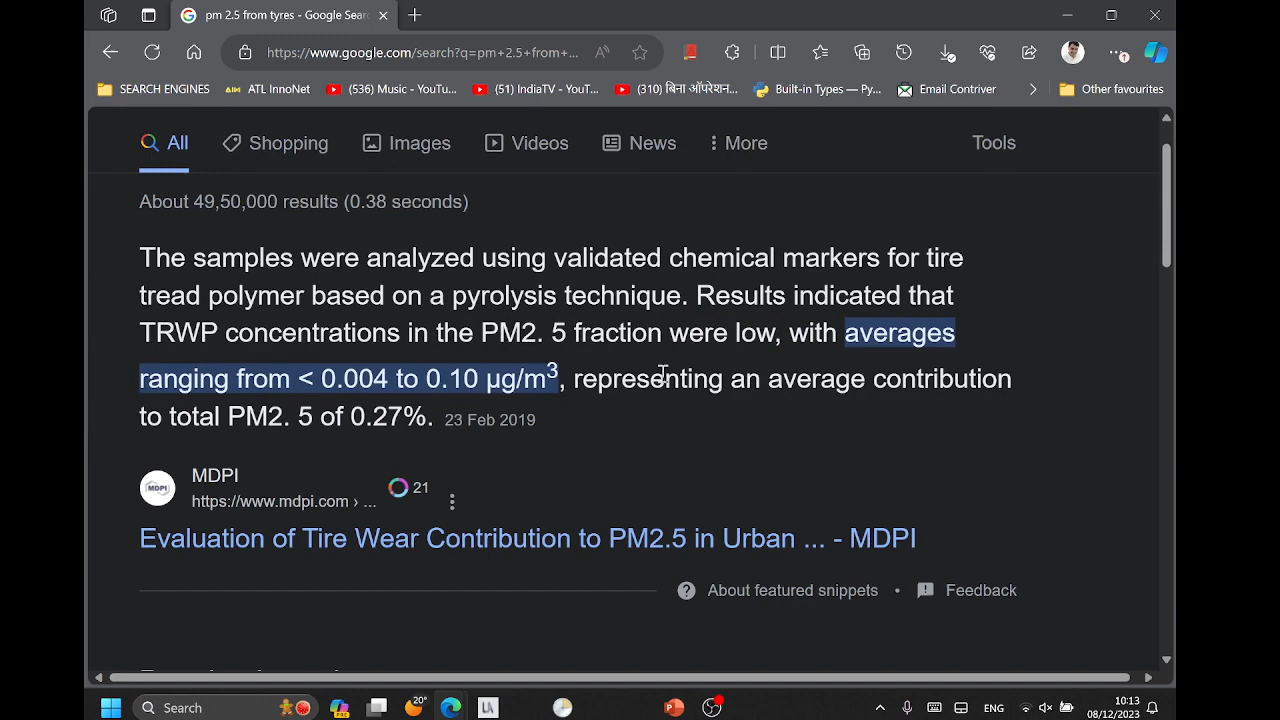 pm 2.5 from tyres - Google Sear
https://www.google.com/search?q=pm+2.5+from+...
SEARCH ENGINES
ATL InnoNet
(536) Music - YouTu...
(51) IndiaTV - YouT...
(310) बिना ऑपरेशन...
Built-in Types — Py...
Email Contriver
Other favourites
All
Shopping
Images
Videos
News
More
Tools
About 49,50,000 results (0.38 seconds)
The samples were analyzed using validated chemical markers for tire
tread polymer based on a pyrolysis technique. Results indicated that
TRWP concentrations in the PM2. 5 fraction were low, with averages
ranging from < 0.004 to 0.10 µg/m³, representing an average contribution
to total PM2. 5 of 0.27%. 23 Feb 2019
MDPI
MDPI
https://www.mdpi.com › ...
21
Evaluation of Tire Wear Contribution to PM2.5 in Urban ... - MDPI
About featured snippets • Feedback
Search
PRE
20°
LA
ENG
10:13
08/12/2023